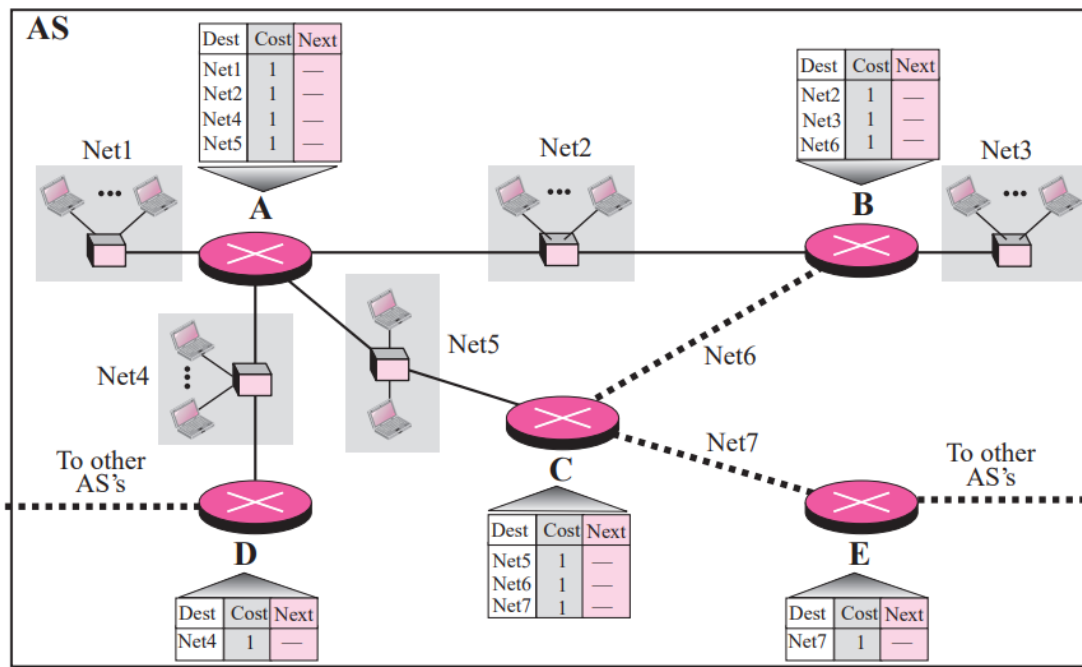 AS
Dest Cost Next
Net1 1 —
Net2 1 —
Net4 1 —
Net5 1 —
Dest Cost Next
Net2 1 —
Net3 1 —
Net6 1 —
Net1
Net2
Net3
A
B
Net5
Net4
Net6
Net7
To other
AS's
To other
AS's
C
D
E
Dest Cost Next
Net5 1 —
Net6 1 —
Net7 1 —
Dest Cost Next
Net4 1 —
Dest Cost Next
Net7 1 —